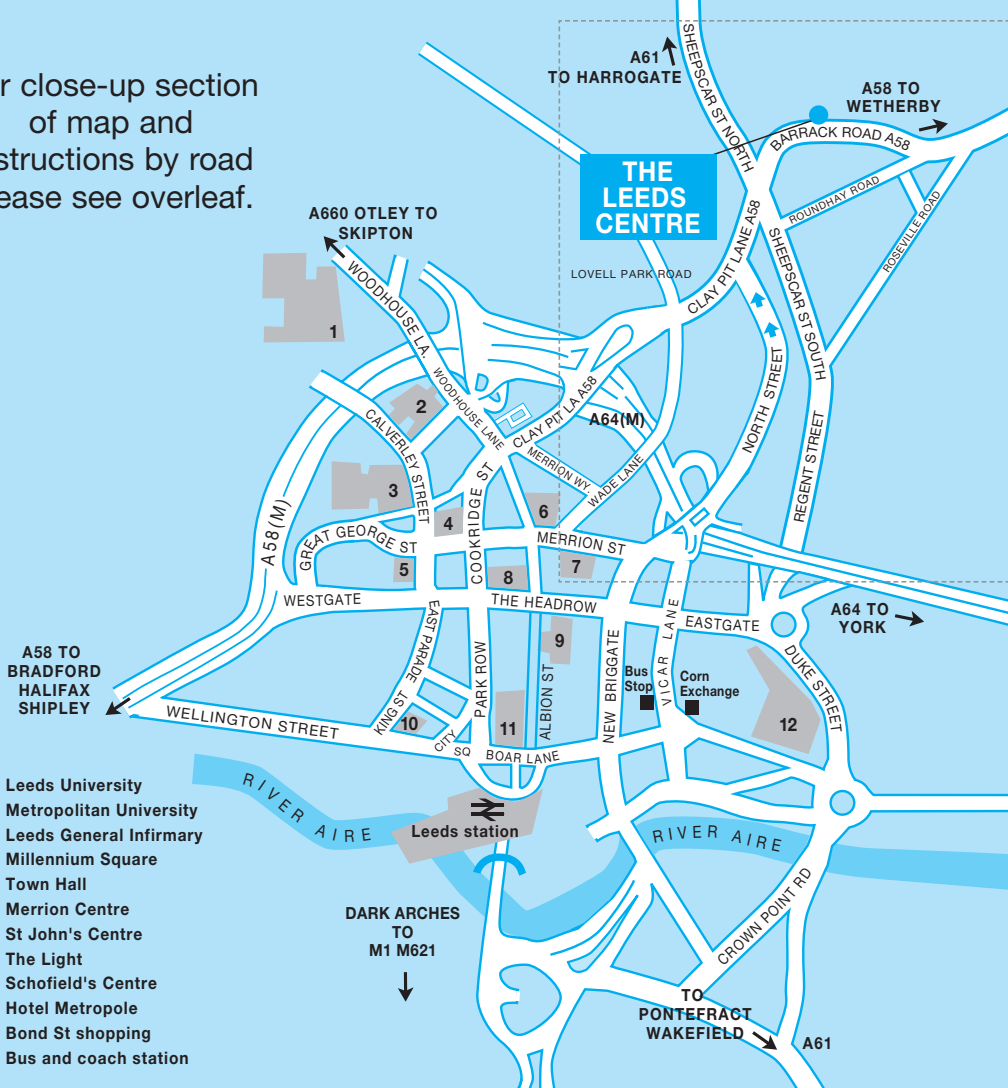 r close-up section
of map and
structions by road
ease see overleaf.
A61
TO HARROGATE
SHEEPSCAR ST NORTH
A58 TO
WETHERBY
BARRACK ROAD A58
THE
LEEDS
CENTRE
ROUNDHAY ROAD
ROSEVILLE ROAD
A660 OTLEY TO
SKIPTON
WOODHOUSE LA.
LOVELL PARK ROAD
CLAY PIT LANE A58
SHEEPSCAR ST SOUTH
1
WOODHOUSE LANE
2
CALVERLEY STREET
CLAY PIT LA A58
A64(M)
NORTH STREET
MERRION WY.
WADE LANE
REGENT STREET
3
COOKRIDGE ST
4
6
A58(M)
GREAT GEORGE ST
MERRION ST
5
7
8
WESTGATE
THE HEADROW
EASTGATE
A64 TO
YORK
EAST PARADE
PARK ROW
9
ALBION ST
NEW BRIGGATE
VICAR LANE
Bus
Stop
Corn
Exchange
DUKE STREET
12
A58 TO
BRADFORD
HALIFAX
SHIPLEY
WELLINGTON STREET
KING ST
10
CITY
SQ
11
BOAR LANE
RIVER AIRE
Leeds station
RIVER AIRE
CROWN POINT RD
DARK ARCHES
TO
M1 M621
TO
PONTEFRACT
WAKEFIELD
A61
Leeds University
Metropolitan University
Leeds General Infirmary
Millennium Square
Town Hall
Merrion Centre
St John's Centre
The Light
Schofield's Centre
Hotel Metropole
Bond St shopping
Bus and coach station